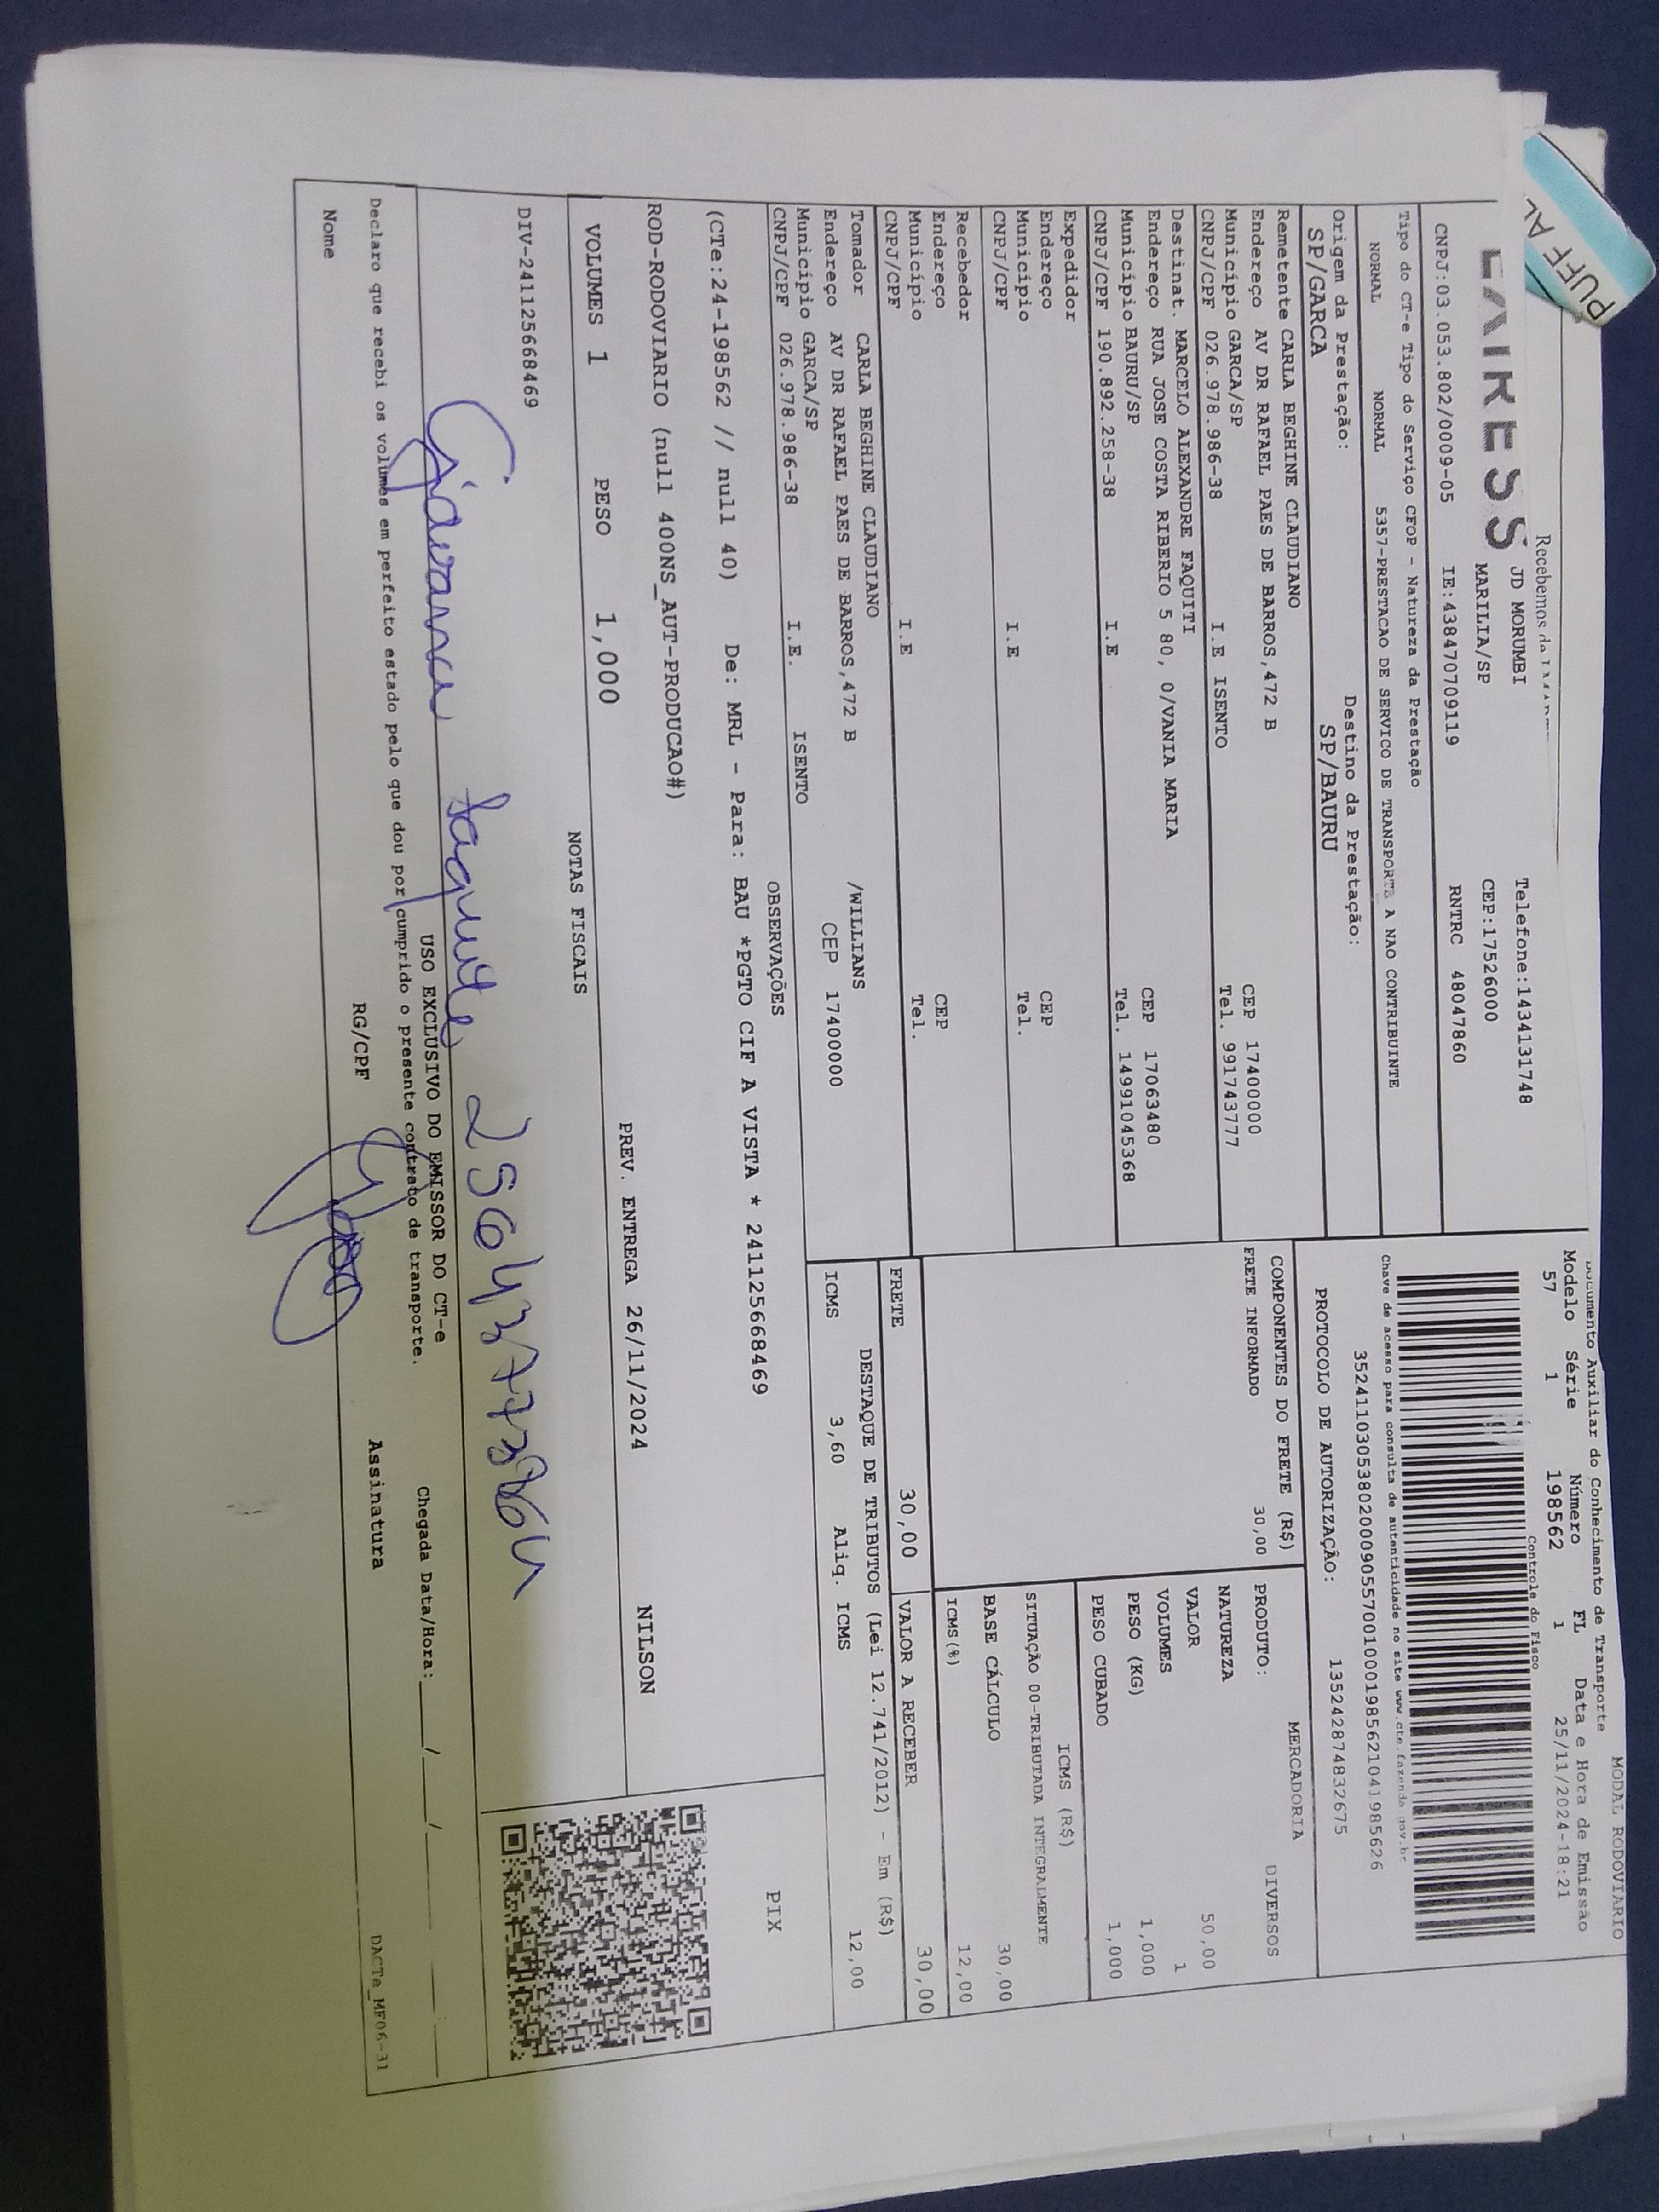 PUFF AL
Recebemos da
JD MORUMBI Telefone:1434131748
MARILIA/SP CEP:17526000
CNPJ:03.053.802/0009-05 IE:438470709119 RNTRC 48047860
Tipo do CT-e Tipo do Serviço CFOP - Natureza da Prestação
NORMAL NORMAL 5357-PRESTACAO DE SERVICO DE TRANSPORTE A NAO CONTRIBUINTE
Origem da Prestação: Destino da Prestação:
SP/GARCA SP/BAURU
MODAL RODOVIARIO
Documento Auxiliar do Conhecimento de Transporte
Modelo Série Número FL Data e Hora de Emissão
57 1 198562 1 25/11/2024-18:21
Controle do Fisco
Chave de acesso para consulta de autenticidade no site www.cte.fazenda.gov.br
35241103053802000905570010001985621041985626
PROTOCOLO DE AUTORIZAÇÃO: 135242874832675
Remetente CARLA BEGHINE CLAUDIANO
Endereço AV DR RAFAEL PAES DE BARROS,472 B CEP 17400000
Município GARCA/SP Tel. 991743777
CNPJ/CPF 026.978.986-38 I.E ISENTO
Destinat. MARCELO ALEXANDRE FAQUITI
Endereço RUA JOSE COSTA RIBERIO 5 80, 0/VANIA MARIA CEP 17063480
Município BAURU/SP Tel. 14991045368
CNPJ/CPF 190.892.258-38 I.E
Expedidor
Endereço CEP
Município Tel.
CNPJ/CPF I.E
Recebedor
Endereço CEP
Município Tel.
CNPJ/CPF I.E
Tomador CARLA BEGHINE CLAUDIANO /WILLIANS
Endereço AV DR RAFAEL PAES DE BARROS,472 B CEP 17400000
Município GARCA/SP
CNPJ/CPF 026.978.986-38 I.E. ISENTO
COMPONENTES DO FRETE (R$)
FRETE INFORMADO 30,00
MERCADORIA
PRODUTO: DIVERSOS
NATUREZA
VALOR 50,00
VOLUMES 1
PESO (KG) 1,000
PESO CUBADO 1,000
ICMS (R$)
SITUAÇÃO 00-TRIBUTADA INTEGRALMENTE
BASE CÁLCULO 30,00
ICMS(%) 12,00
FRETE 30,00 VALOR A RECEBER 30,00
DESTAQUE DE TRIBUTOS (Lei 12.741/2012) - Em (R$)
ICMS 3,60 Aliq. ICMS 12,00
OBSERVAÇÕES
(CTe:24-198562 // null 40) De: MRL - Para: BAU *PGTO CIF A VISTA * 241125668469
ROD-RODOVIARIO (null 400NS_AUT-PRODUCAO#)
PIX
PREV. ENTREGA 26/11/2024 NILSON
VOLUMES 1 PESO 1,000
NOTAS FISCAIS
DIV-241125668469
USO EXCLUSIVO DO EMISSOR DO CT-e
Declaro que recebi os volumes em perfeito estado pelo que dou por cumprido o presente contrato de transporte. Chegada Data/Hora:____/____/____ ____:____
Nome RG/CPF Assinatura
DACTe_MF06-31